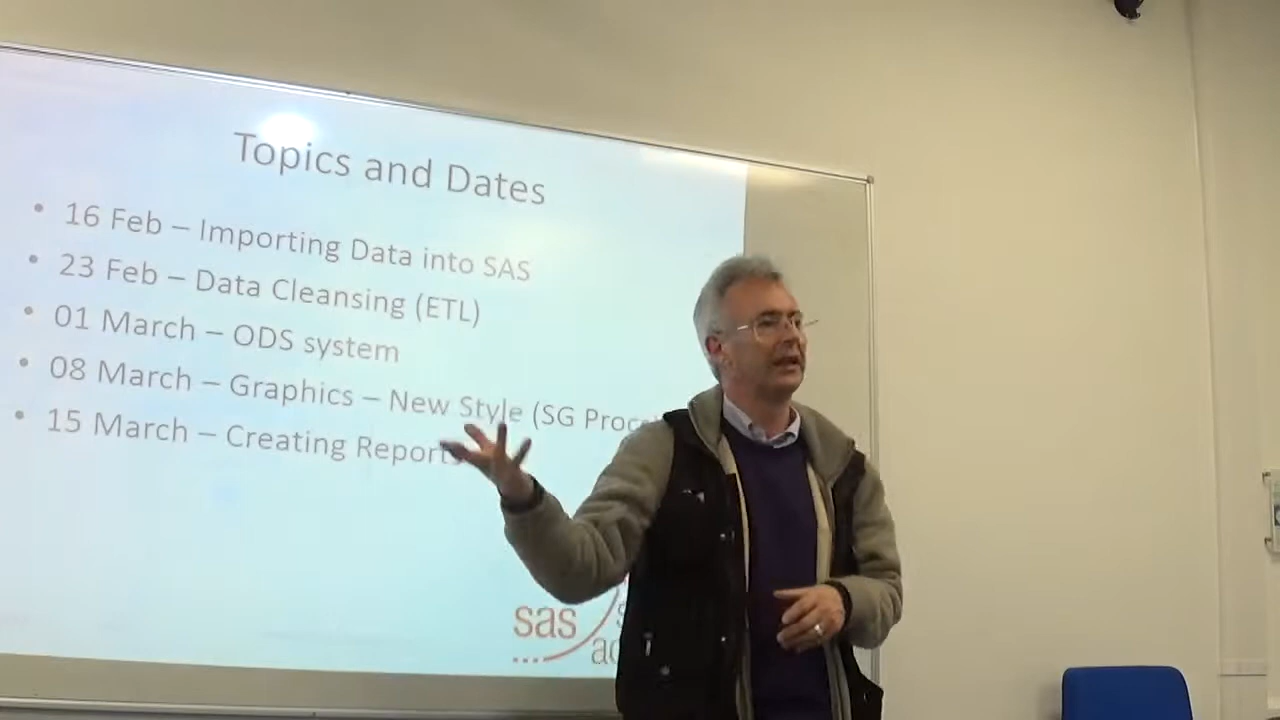 Topics and Dates
• 16 Feb – Importing Data into SAS
• 23 Feb – Data Cleansing (ETL)
• 01 March – ODS system
• 08 March – Graphics – New Style (SG
• 15 March – Creating Reports
sas